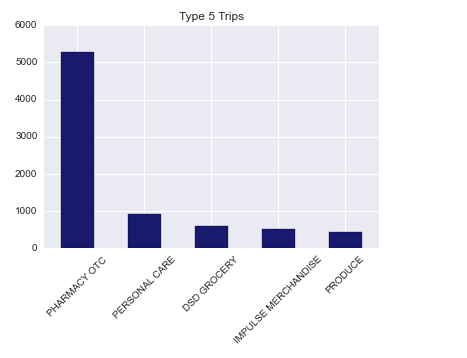 Type 5 Trips
6000
5000
4000
3000
2000
1000
0
PHARMACY OTC
PERSONAL CARE
DSD GROCERY
IMPULSE MERCHANDISE
PRODUCE